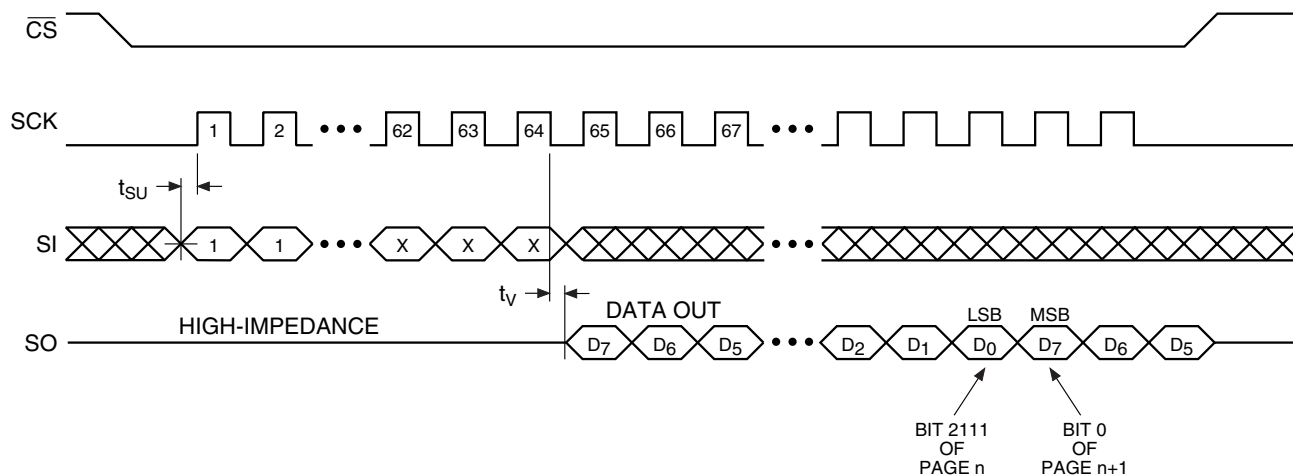 CS
SCK 1 2 ••• 62 63 64 65 66 67 •••
tSU
SI 1 1 ••• X X X •••
tV
HIGH-IMPEDANCE DATA OUT LSB MSB
SO D7 D6 D5 ••• D2 D1 D0 D7 D6 D5
BIT 2111
OF
PAGE n
BIT 0
OF
PAGE n+1